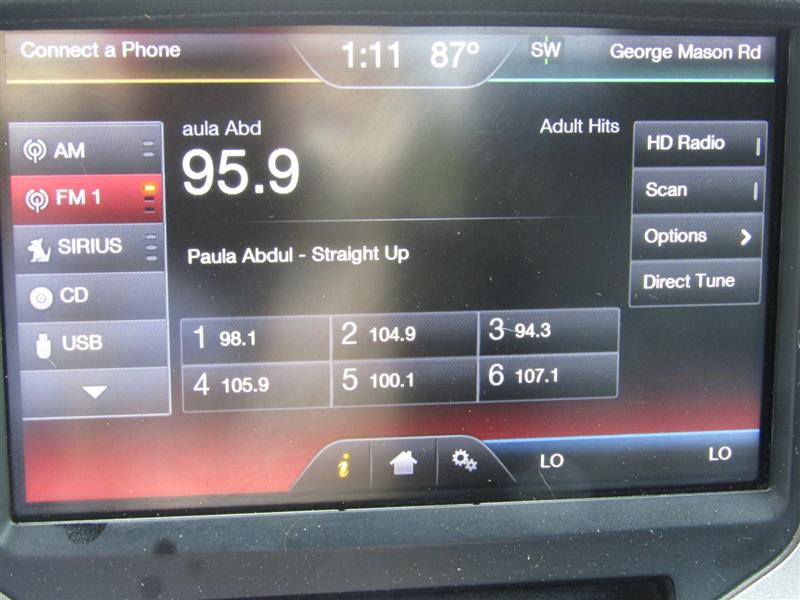 Connect a Phone
1:11 87°
SW
George Mason Rd
AM
FM 1
SIRIUS
CD
USB
aula Abd
95.9
Adult Hits
Paula Abdul - Straight Up
1 98.1
2 104.9
3 94.3
4 105.9
5 100.1
6 107.1
HD Radio
Scan
Options
Direct Tune
i
LO
LO